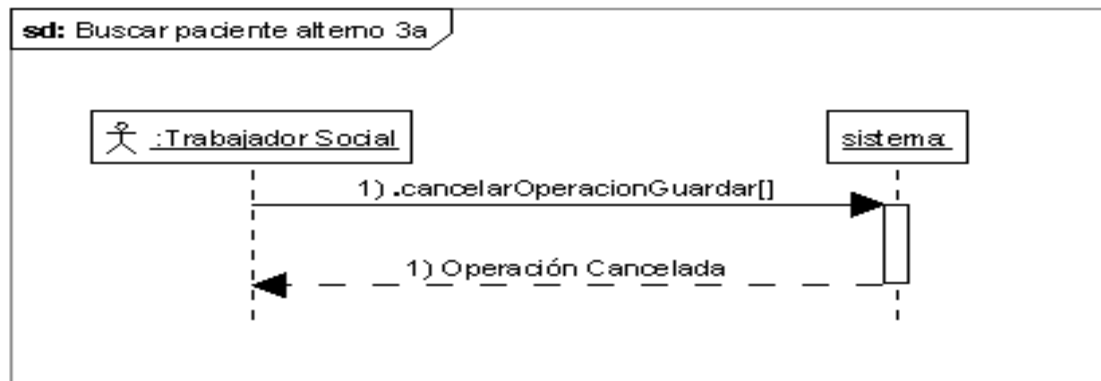 sd: Buscar paciente alterno 3a
:Trabajador Social
sistema:
1) .cancelarOperacionGuardar[]
1) Operación Cancelada